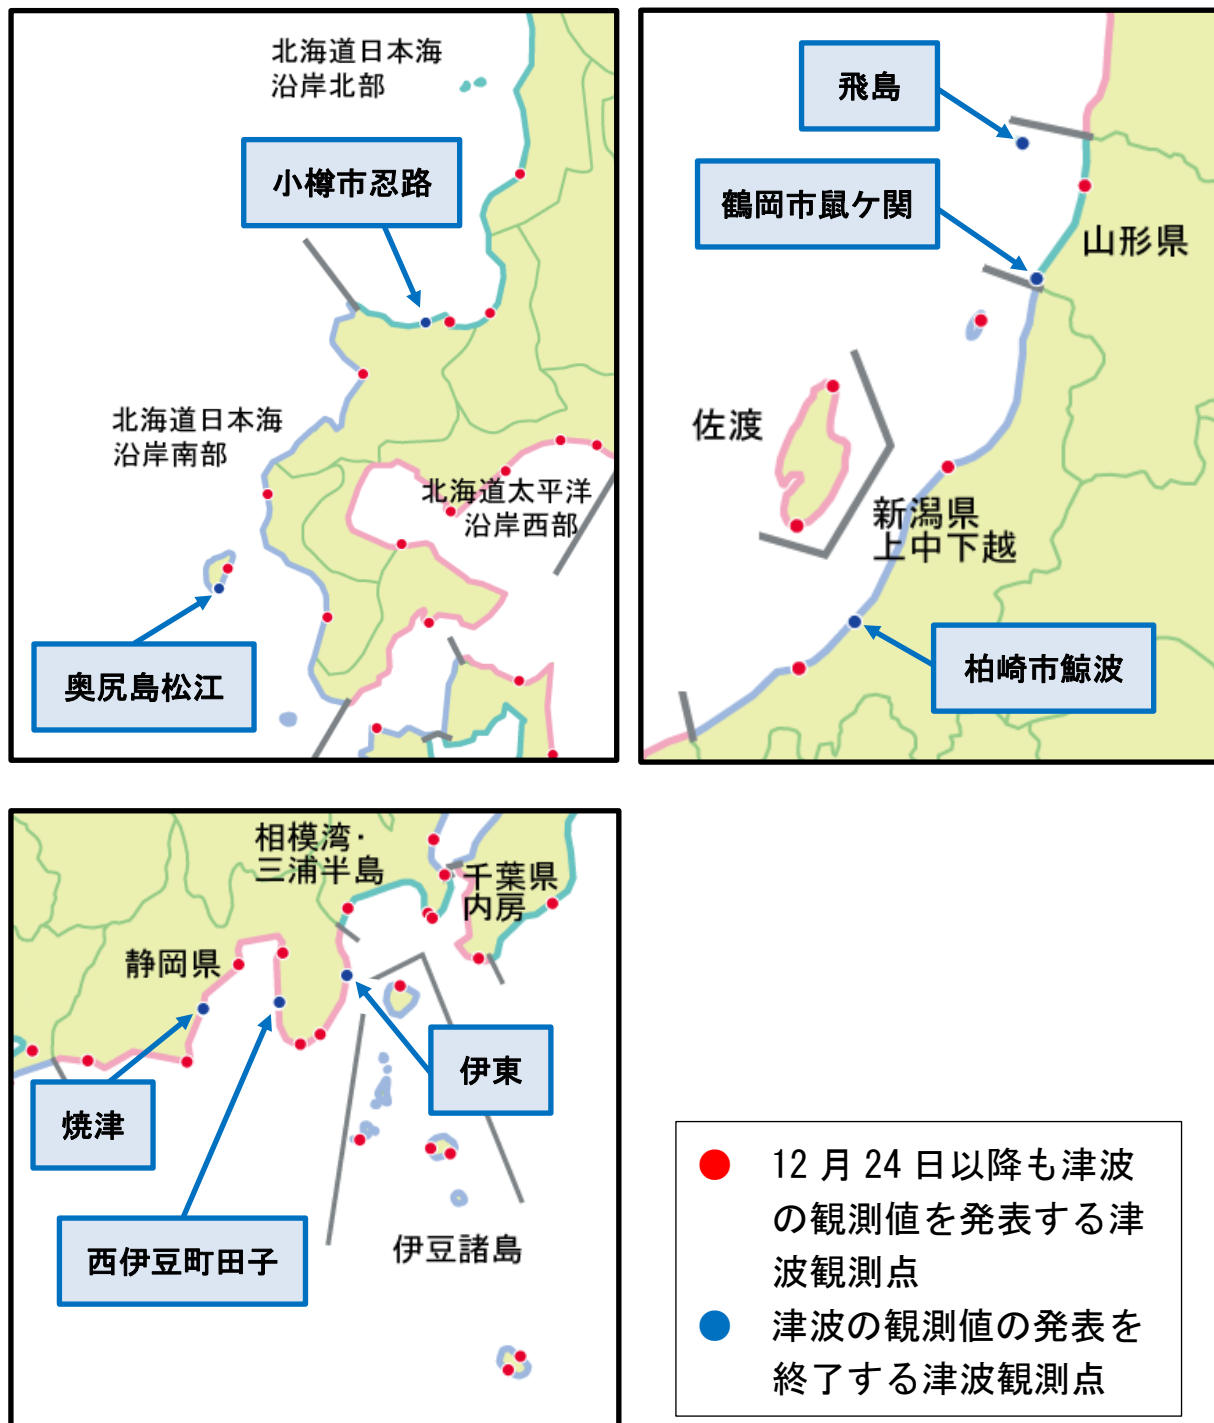 北海道日本海
沿岸北部
小樽市忍路
北海道日本海
沿岸南部
北海道太平洋
沿岸西部
奥尻島松江
飛島
鶴岡市鼠ケ関
山形県
佐渡
新潟県
上中下越
柏崎市鯨波
相模湾・
三浦半島
千葉県
内房
静岡県
伊東
焼津
西伊豆町田子
伊豆諸島
12月24日以降も津波
の観測値を発表する津
波観測点
津波の観測値の発表を
終了する津波観測点